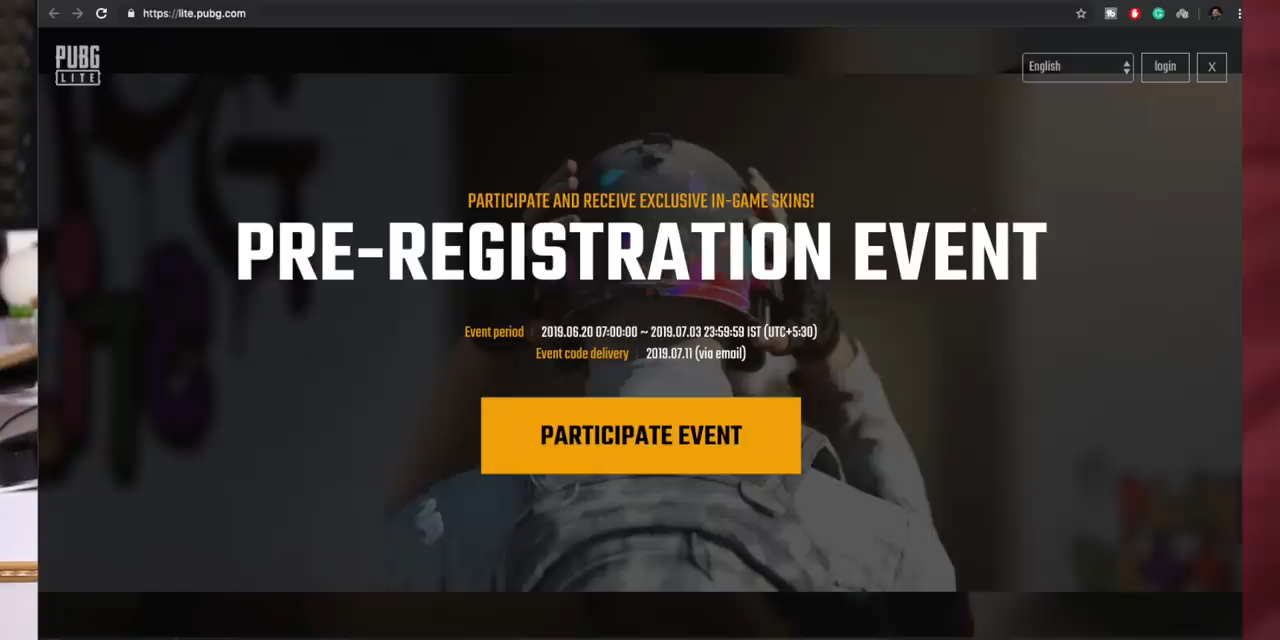 https://lite.pubg.com
PUBG
LITE
English
login
X
PARTICIPATE AND RECEIVE EXCLUSIVE IN-GAME SKINS!
PRE-REGISTRATION EVENT
Event period | 2019.06.20 07:00:00 ~ 2019.07.03 23:59:59 IST (UTC+5:30)
Event code delivery | 2019.07.11 (via email)
PARTICIPATE EVENT